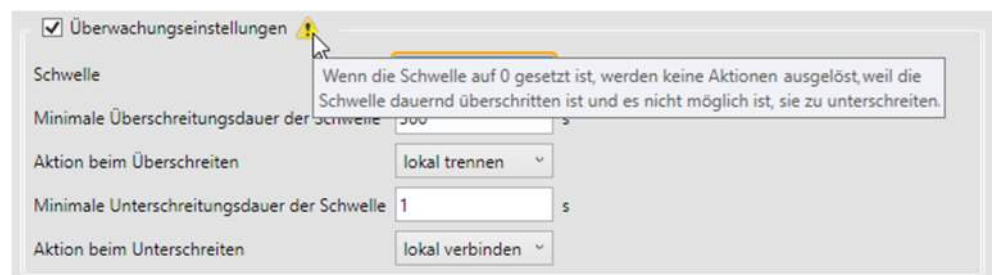 Überwachungseinstellungen
Schwelle
Wenn die Schwelle auf 0 gesetzt ist, werden keine Aktionen ausgelöst, weil die
Schwelle dauernd überschritten ist und es nicht möglich ist, sie zu unterschreiten.
Minimale Überschreitungsdauer der Schwelle 300 s
Aktion beim Überschreiten lokal trennen
Minimale Unterschreitungsdauer der Schwelle 1 s
Aktion beim Unterschreiten lokal verbinden